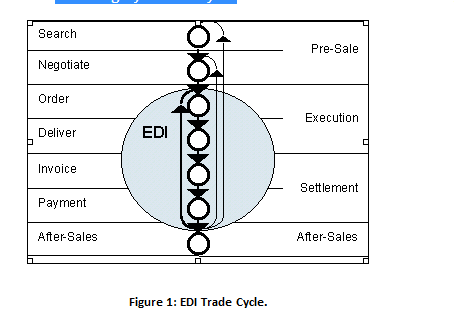 Search
Pre-Sale
Negotiate
Order
Execution
Deliver
EDI
Invoice
Settlement
Payment
After-Sales
After-Sales
Figure 1: EDI Trade Cycle.